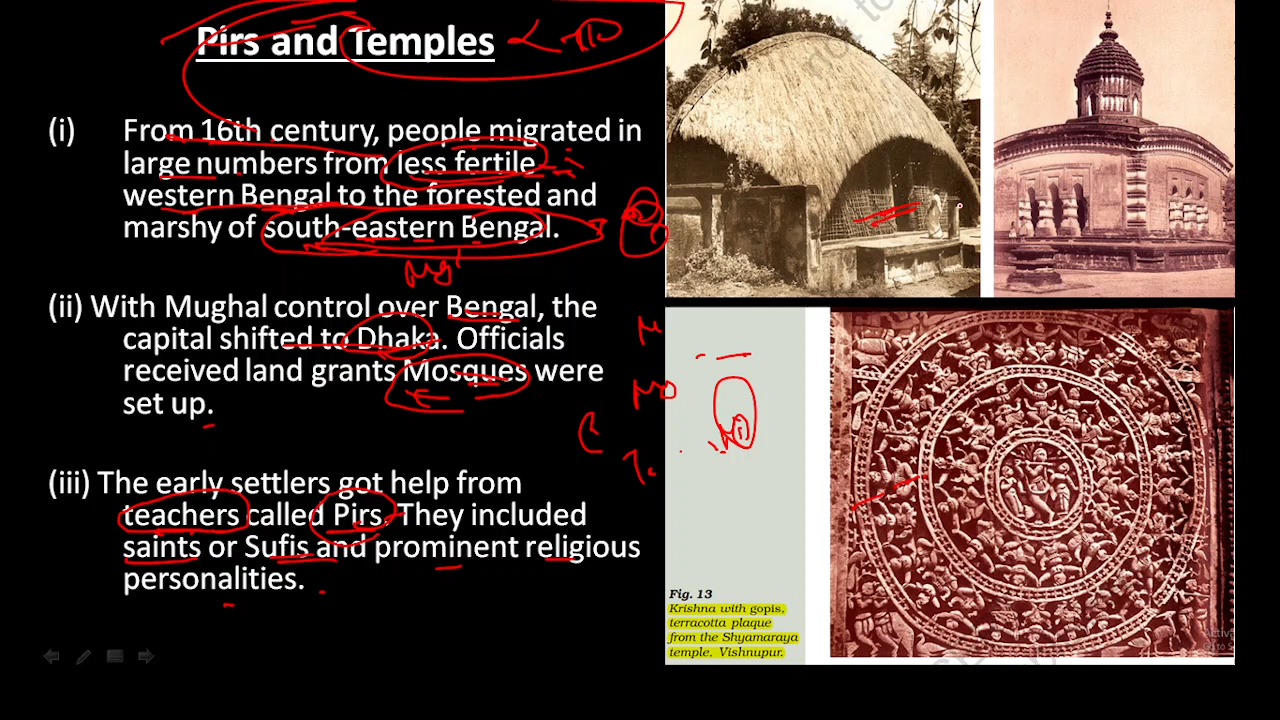 Pirs and Temples
(i) From 16th century, people migrated in
large numbers from less fertile
western Bengal to the forested and
marshy of south-eastern Bengal.
(ii) With Mughal control over Bengal, the
capital shifted to Dhaka. Officials
received land grants Mosques were
set up.
(iii) The early settlers got help from
teachers called Pirs. They included
saints or Sufis and prominent religious
personalities.
Fig. 13
Krishna with gopis,
terracotta plaque
from the Shyamaraya
temple, Vishnupur.